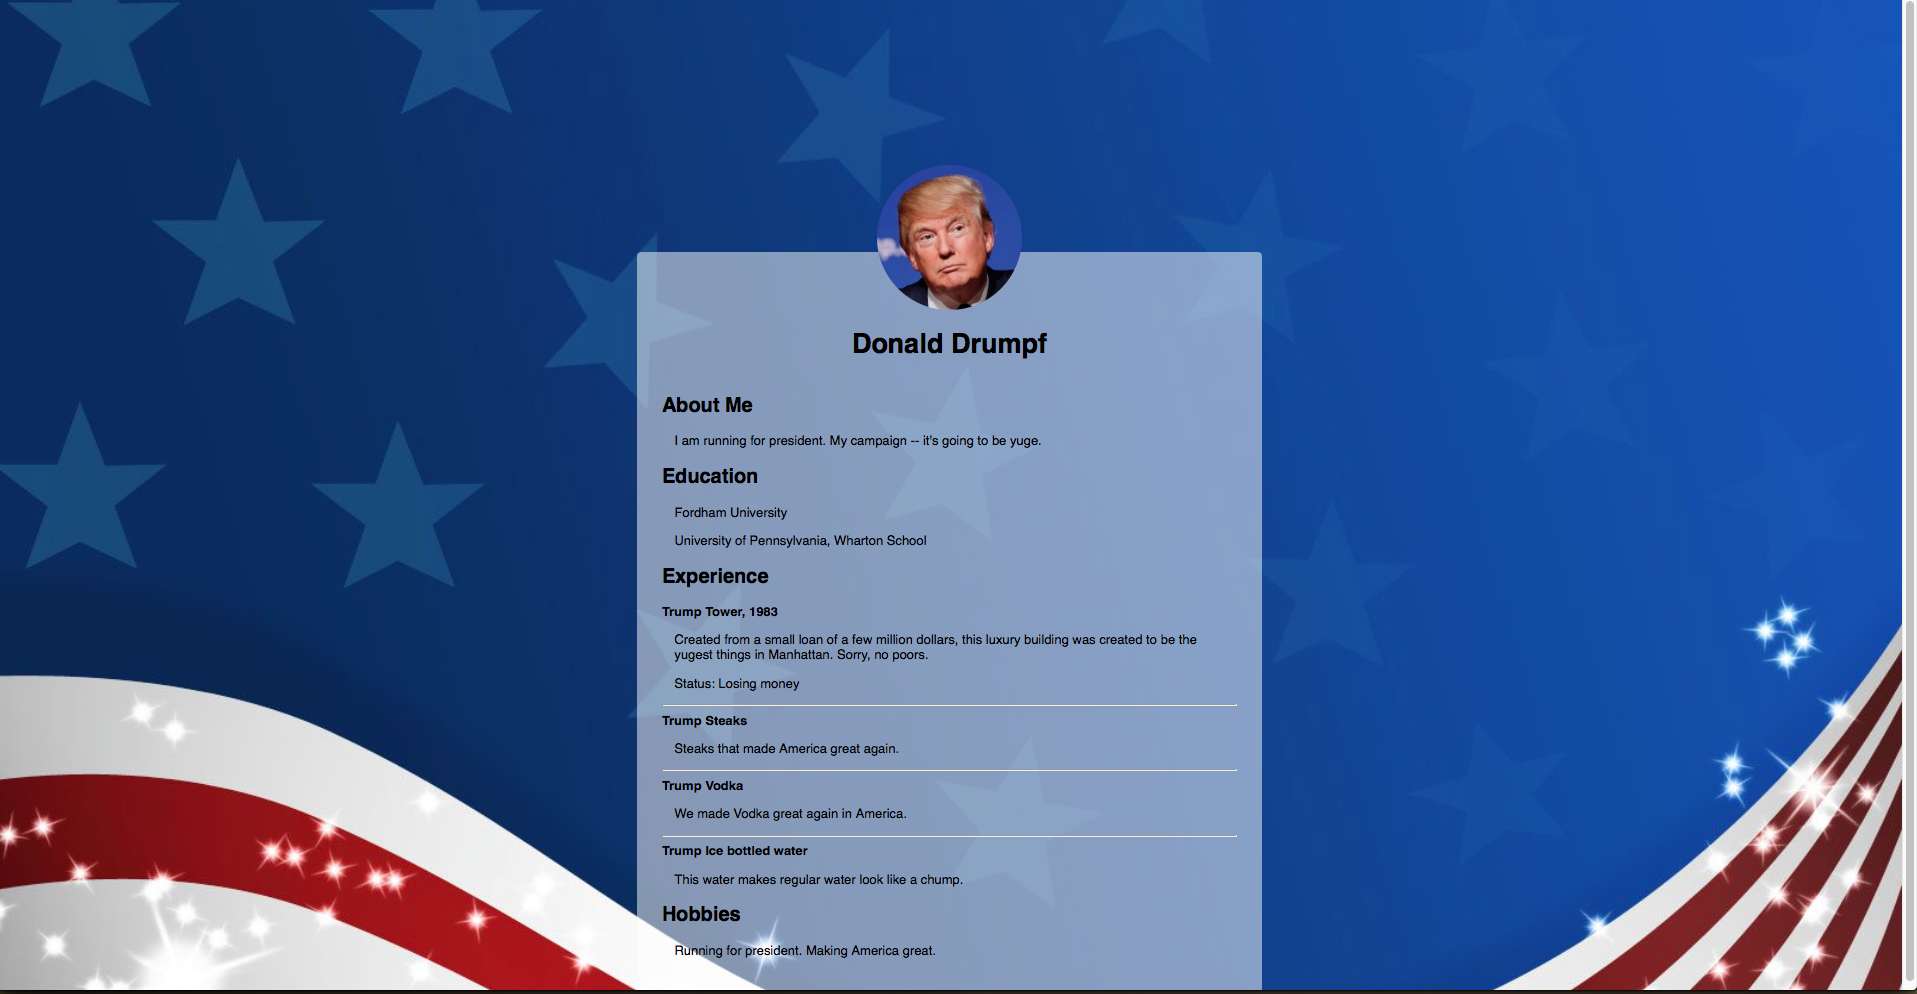 Donald Drumpf
About Me
I am running for president. My campaign -- it's going to be yuge.
Education
Fordham University
University of Pennsylvania, Wharton School
Experience
Trump Tower, 1983
Created from a small loan of a few million dollars, this luxury building was created to be the
yugest things in Manhattan. Sorry, no poors.
Status: Losing money
Trump Steaks
Steaks that made America great again.
Trump Vodka
We made Vodka great again in America.
Trump Ice bottled water
This water makes regular water look like a chump.
Hobbies
Running for president. Making America great.